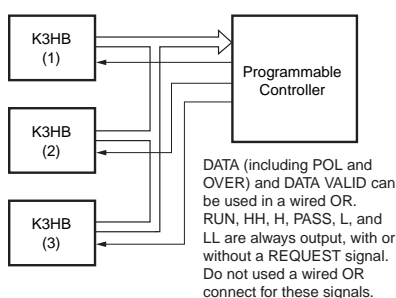 K3HB
(1)
K3HB
(2)
K3HB
(3)
Programmable
Controller
DATA (including POL and
OVER) and DATA VALID can
be used in a wired OR.
RUN, HH, H, PASS, L, and
LL are always output, with or
without a REQUEST signal.
Do not used a wired OR
connect for these signals.